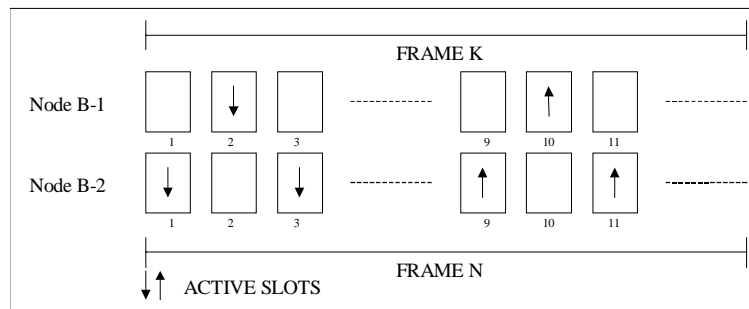 FRAME K
Node B-1
1 2 3 9 10 11
Node B-2
1 2 3 9 10 11
FRAME N
ACTIVE SLOTS